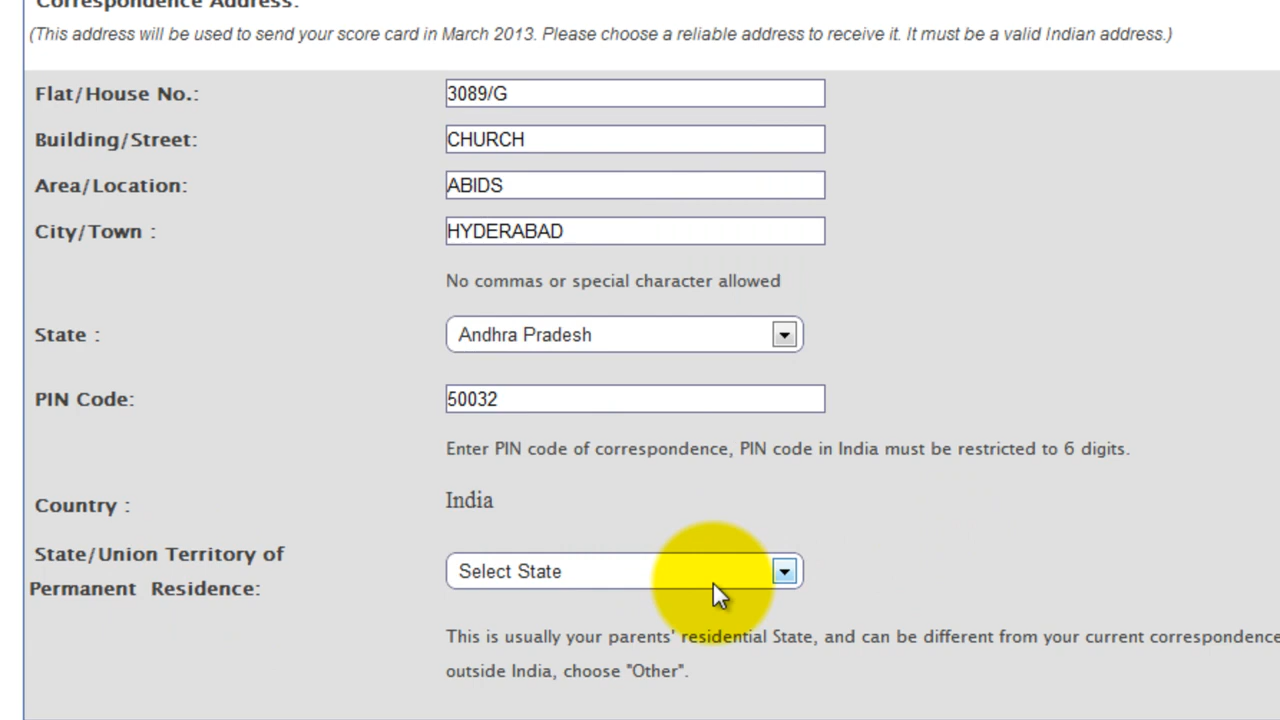 Correspondence Address:
(This address will be used to send your score card in March 2013. Please choose a reliable address to receive it. It must be a valid Indian address.)
Flat/House No.: 3089/G
Building/Street: CHURCH
Area/Location: ABIDS
City/Town : HYDERABAD
No commas or special character allowed
State : Andhra Pradesh
PIN Code: 50032
Enter PIN code of correspondence, PIN code in India must be restricted to 6 digits.
Country : India
State/Union Territory of
Permanent Residence: Select State
This is usually your parents' residential State, and can be different from your current correspondence
outside India, choose "Other".